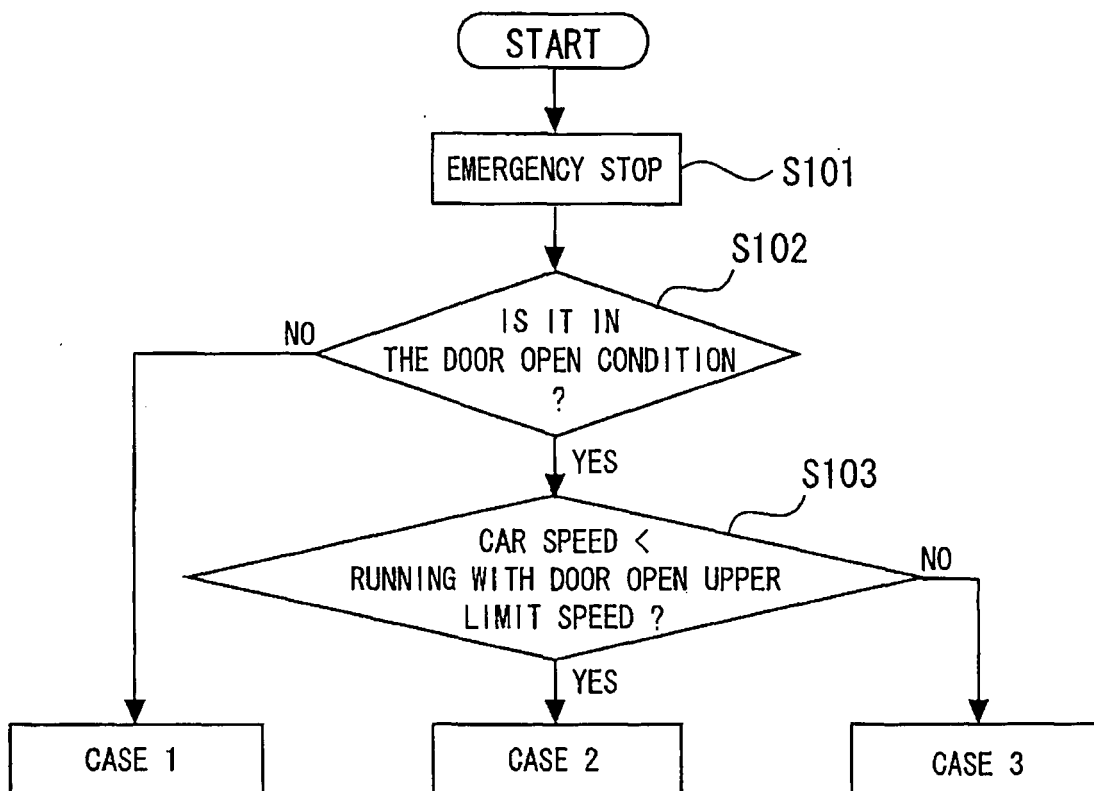 START
EMERGENCY STOP
S101
S102
IS IT IN
THE DOOR OPEN CONDITION
?
NO
YES
S103
CAR SPEED <
RUNNING WITH DOOR OPEN UPPER
LIMIT SPEED ?
NO
YES
CASE 1
CASE 2
CASE 3